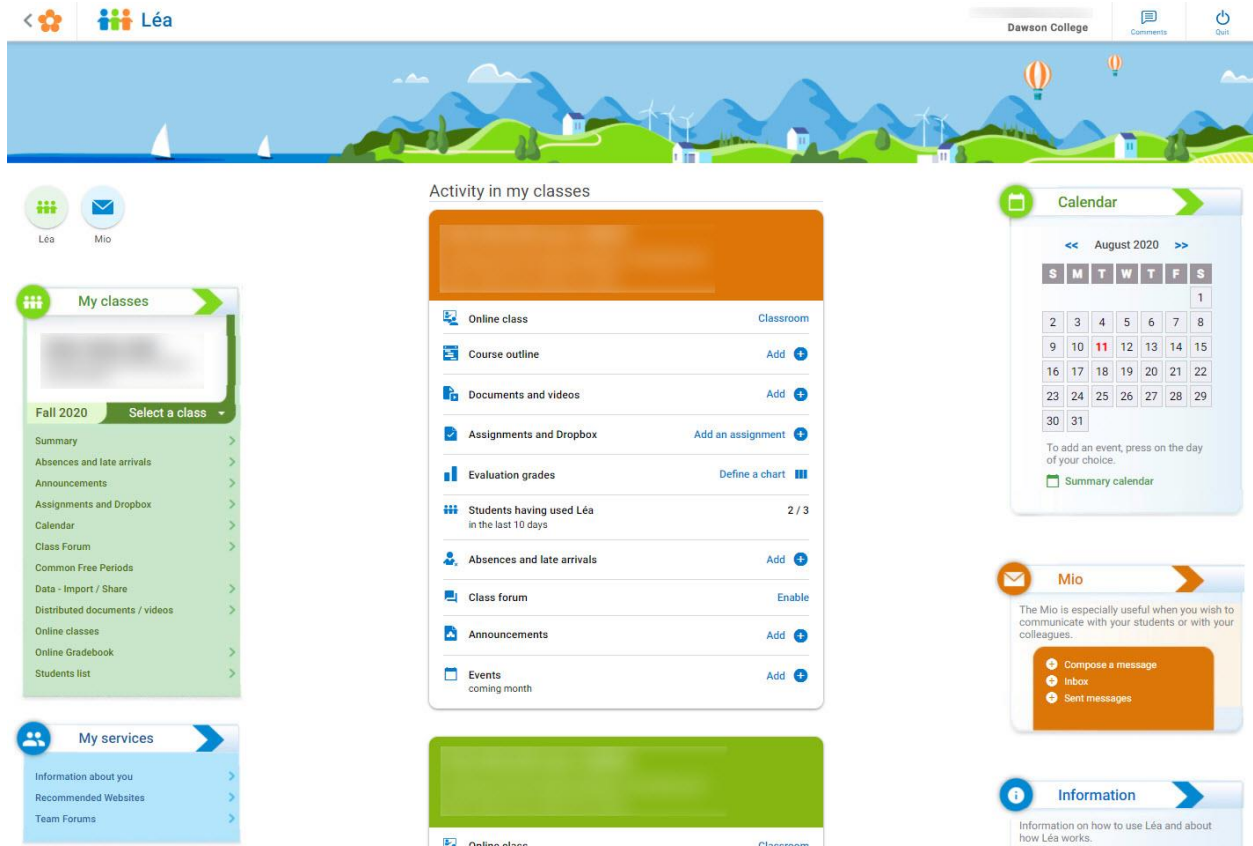 Léa
Dawson College
Comments
Quit
Léa
Mio
My classes
Fall 2020 Select a class
Summary
Absences and late arrivals
Announcements
Assignments and Dropbox
Calendar
Class Forum
Common Free Periods
Data - Import / Share
Distributed documents / videos
Online classes
Online Gradebook
Students list
My services
Information about you
Recommended Websites
Team Forums
Activity in my classes
Online class Classroom
Course outline Add
Documents and videos Add
Assignments and Dropbox Add an assignment
Evaluation grades Define a chart
Students having used Léa 2 / 3
in the last 10 days
Absences and late arrivals Add
Class forum Enable
Announcements Add
Events Add
coming month
Online class Classroom
Calendar
<< August 2020 >>
S M T W T F S
1
2 3 4 5 6 7 8
9 10 11 12 13 14 15
16 17 18 19 20 21 22
23 24 25 26 27 28 29
30 31
To add an event, press on the day
of your choice.
Summary calendar
Mio
The Mio is especially useful when you wish to
communicate with your students or with your
colleagues.
Compose a message
Inbox
Sent messages
Information
Information on how to use Léa and about
how Léa works.